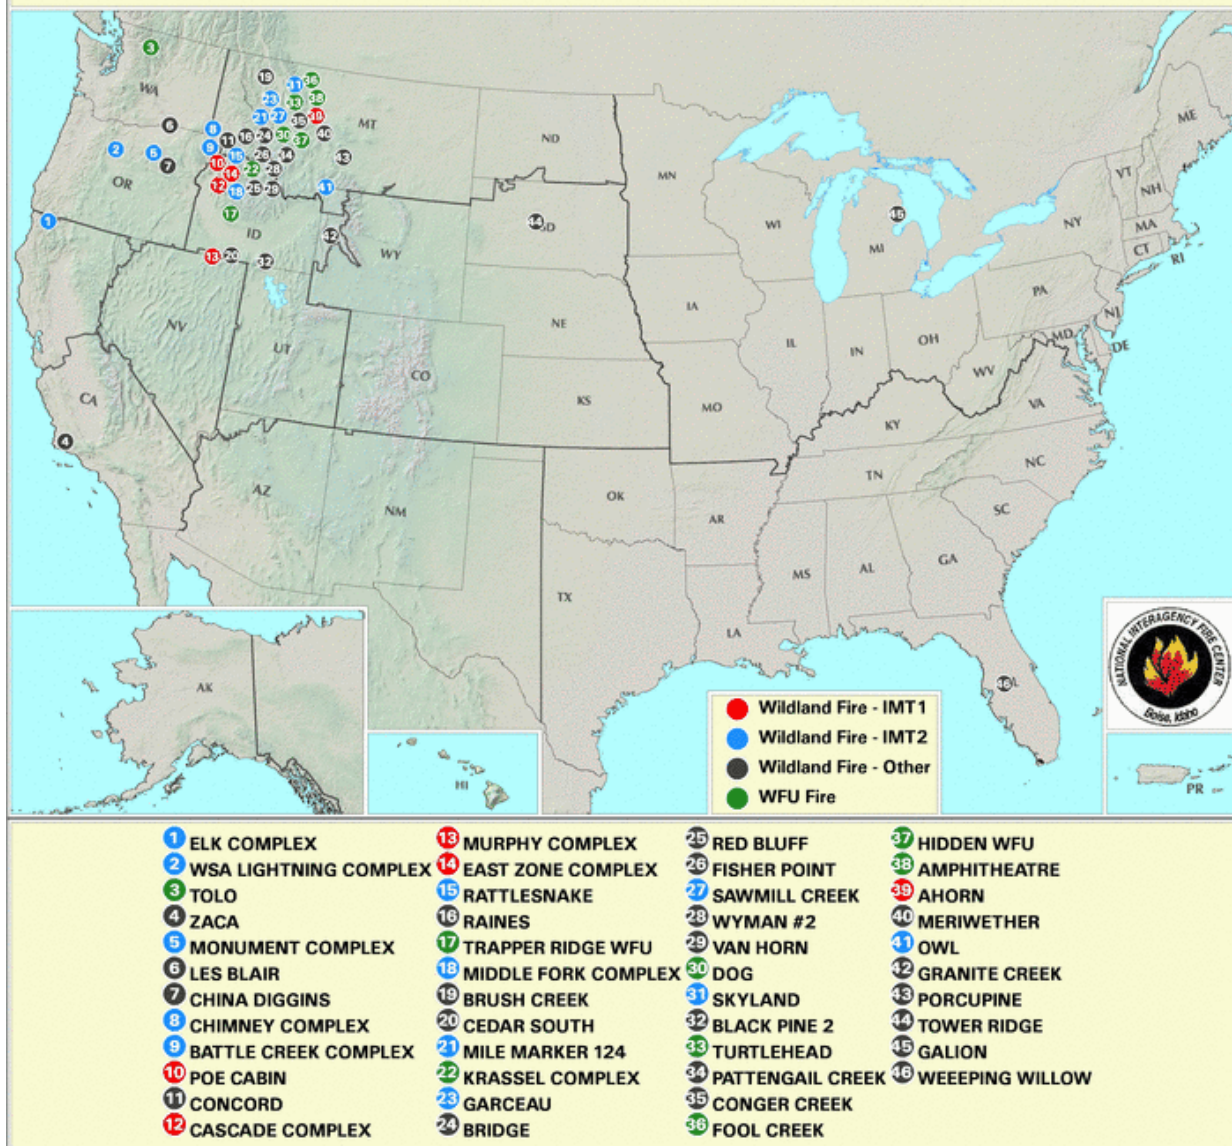 WA
OR
CA
NV
ID
MT
WY
UT
CO
AZ
NM
ND
SD
NE
KS
OK
TX
MN
IA
MO
AR
LA
WI
IL
MI
IN
OH
KY
TN
MS
AL
GA
WV
VA
NC
SC
PA
NY
VT
NH
ME
MA
CT
RI
NJ
MD
DE
AK
HI
PR
NATIONAL INTERAGENCY FIRE CENTER
Boise, Idaho
Wildland Fire - IMT1
Wildland Fire - IMT2
Wildland Fire - Other
WFU Fire
1 ELK COMPLEX
2 WSA LIGHTNING COMPLEX
3 TOLO
4 ZACA
5 MONUMENT COMPLEX
6 LES BLAIR
7 CHINA DIGGINS
8 CHIMNEY COMPLEX
9 BATTLE CREEK COMPLEX
10 POE CABIN
11 CONCORD
12 CASCADE COMPLEX
13 MURPHY COMPLEX
14 EAST ZONE COMPLEX
15 RATTLESNAKE
16 RAINES
17 TRAPPER RIDGE WFU
18 MIDDLE FORK COMPLEX
19 BRUSH CREEK
20 CEDAR SOUTH
21 MILE MARKER 124
22 KRASSEL COMPLEX
23 GARCEAU
24 BRIDGE
25 RED BLUFF
26 FISHER POINT
27 SAWMILL CREEK
28 WYMAN #2
29 VAN HORN
30 DOG
31 SKYLAND
32 BLACK PINE 2
33 TURTLEHEAD
34 PATTENGAIL CREEK
35 CONGER CREEK
36 FOOL CREEK
37 HIDDEN WFU
38 AMPHITHEATRE
39 AHORN
40 MERIWETHER
41 OWL
42 GRANITE CREEK
43 PORCUPINE
44 TOWER RIDGE
45 GALION
46 WEEEPING WILLOW